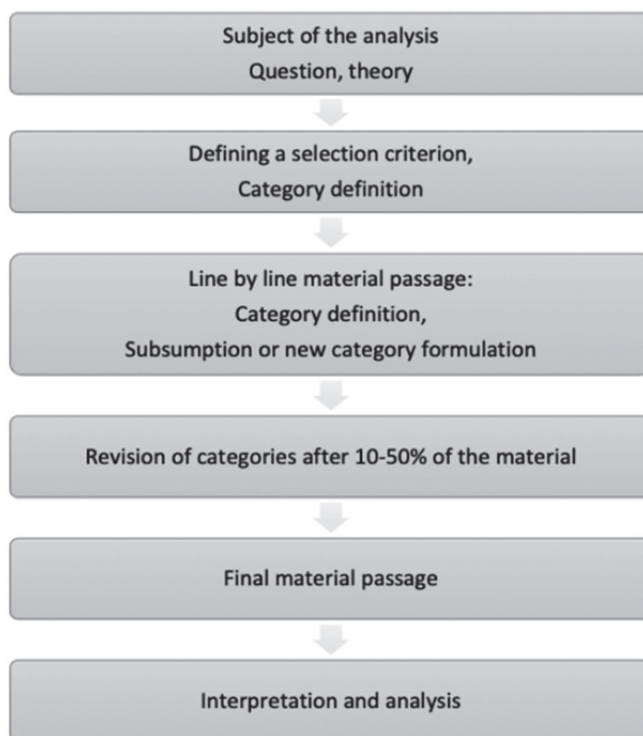 Subject of the analysis
Question, theory
Defining a selection criterion,
Category definition
Line by line material passage:
Category definition,
Subsumption or new category formulation
Revision of categories after 10-50% of the material
Final material passage
Interpretation and analysis